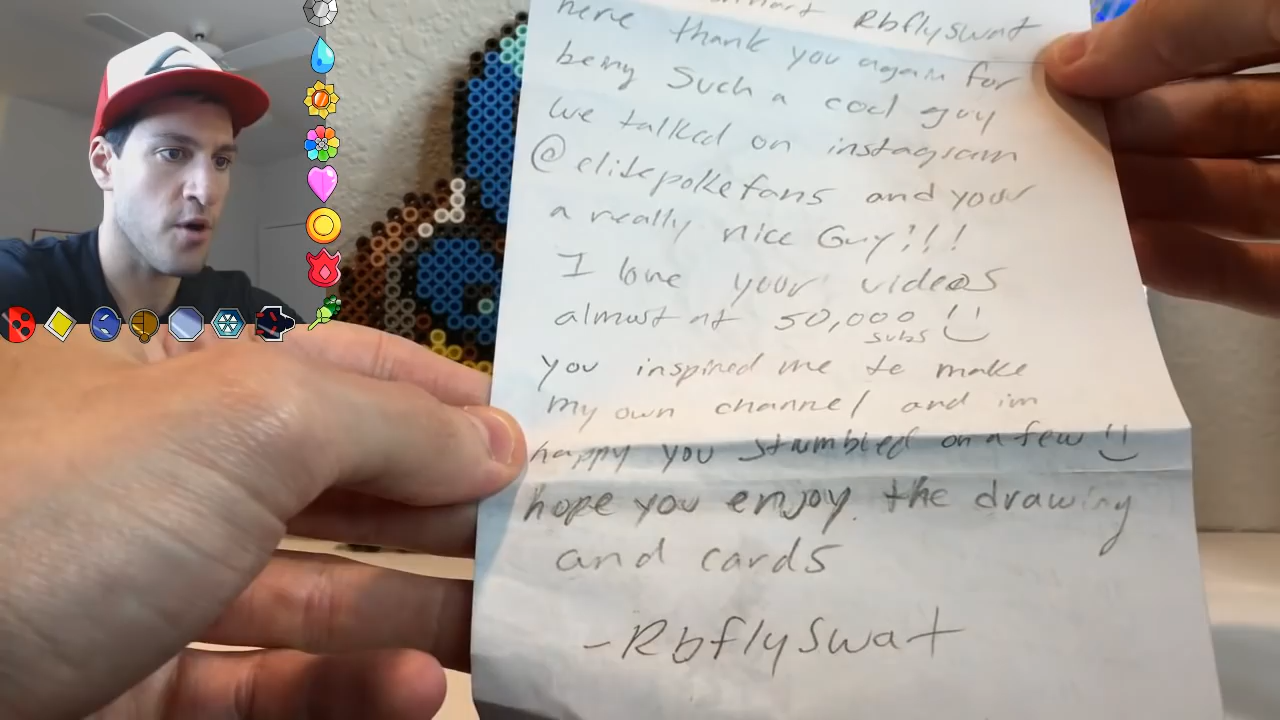 Rbflyswat
here thank you again for
being such a cool guy
we talked on instagram
@elitepokefans and your
a really nice Guy!!!
I love your videos
almost at 50,000
subs
you inspired me to make
my own channel and im
happy you stumbled on a few
hope you enjoy the drawing
and cards
-Rbflyswat